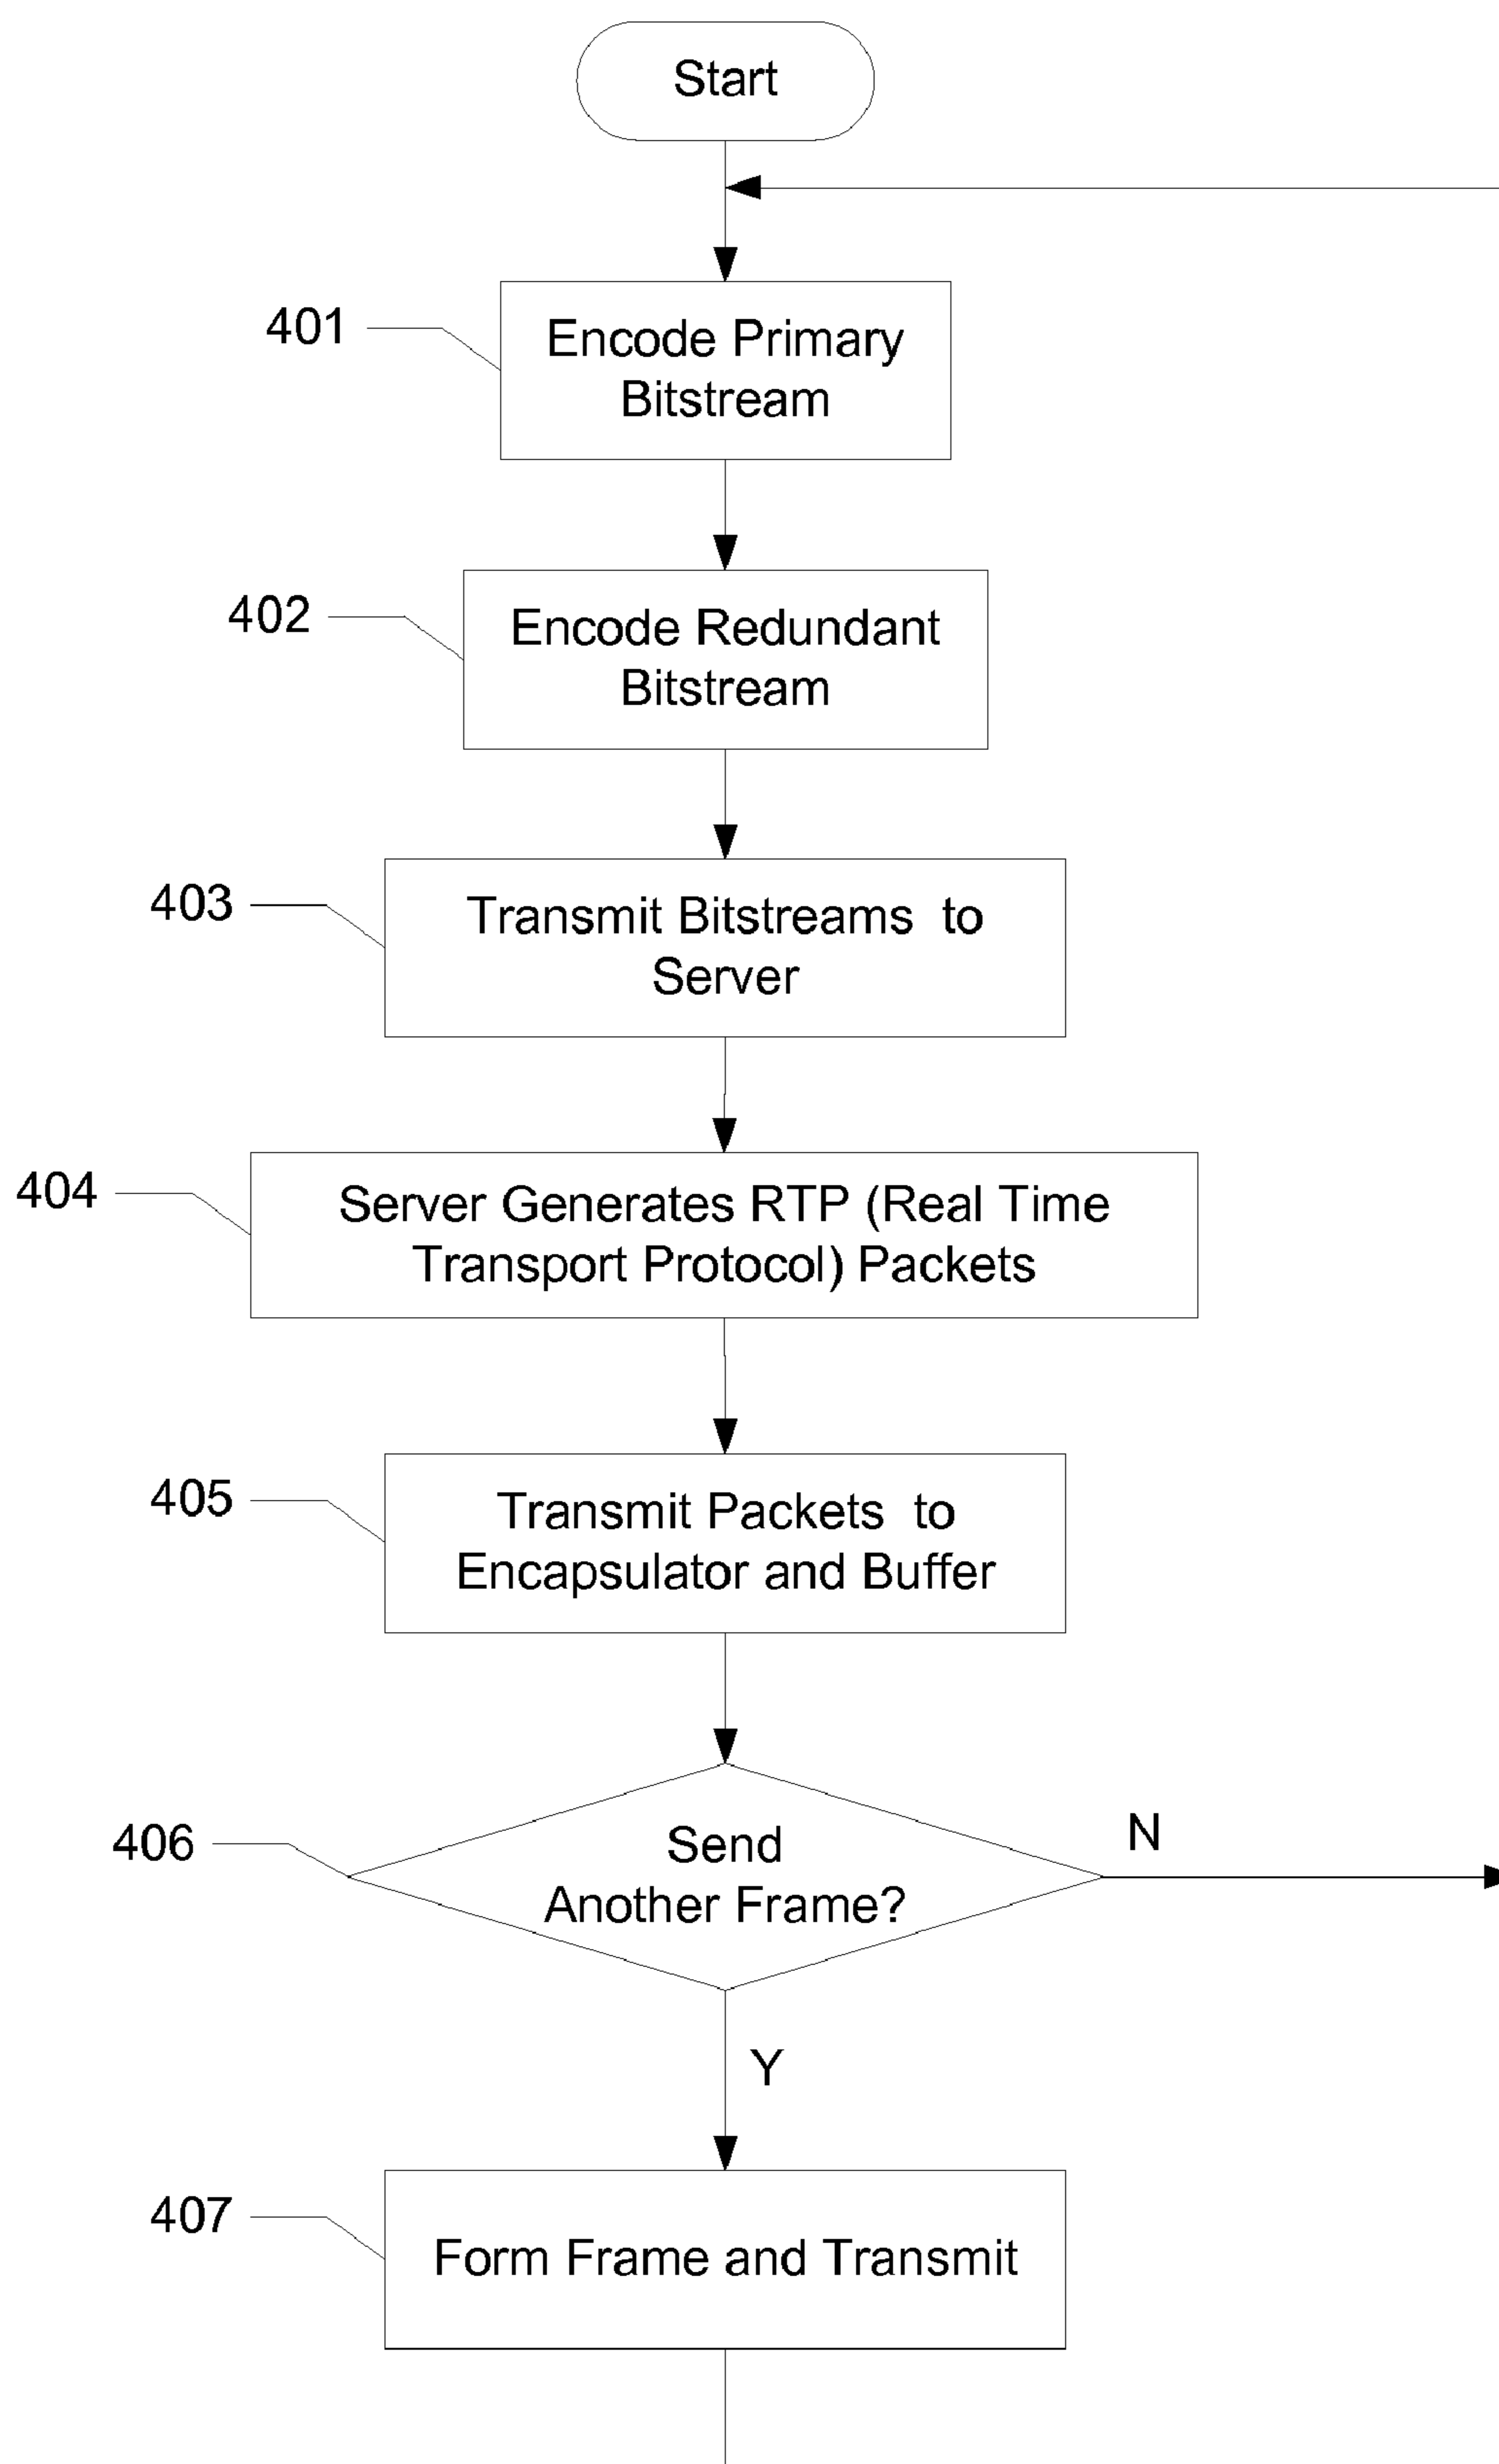 Start
401
Encode Primary
Bitstream
402
Encode Redundant
Bitstream
403
Transmit Bitstreams to
Server
404
Server Generates RTP (Real Time
Transport Protocol) Packets
405
Transmit Packets to
Encapsulator and Buffer
406
Send
Another Frame?
N
Y
407
Form Frame and Transmit